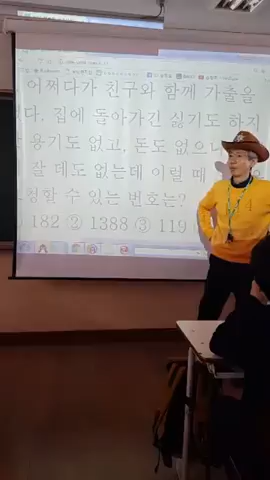 어쩌다가 친구와 함께 가출을
다. 집에 돌아가긴 싫기도 하지
용기도 없고, 돈도 없으니
잘 데도 없는데 이럴 때
청할 수 있는 번호는?
182 ② 1388 ③ 119